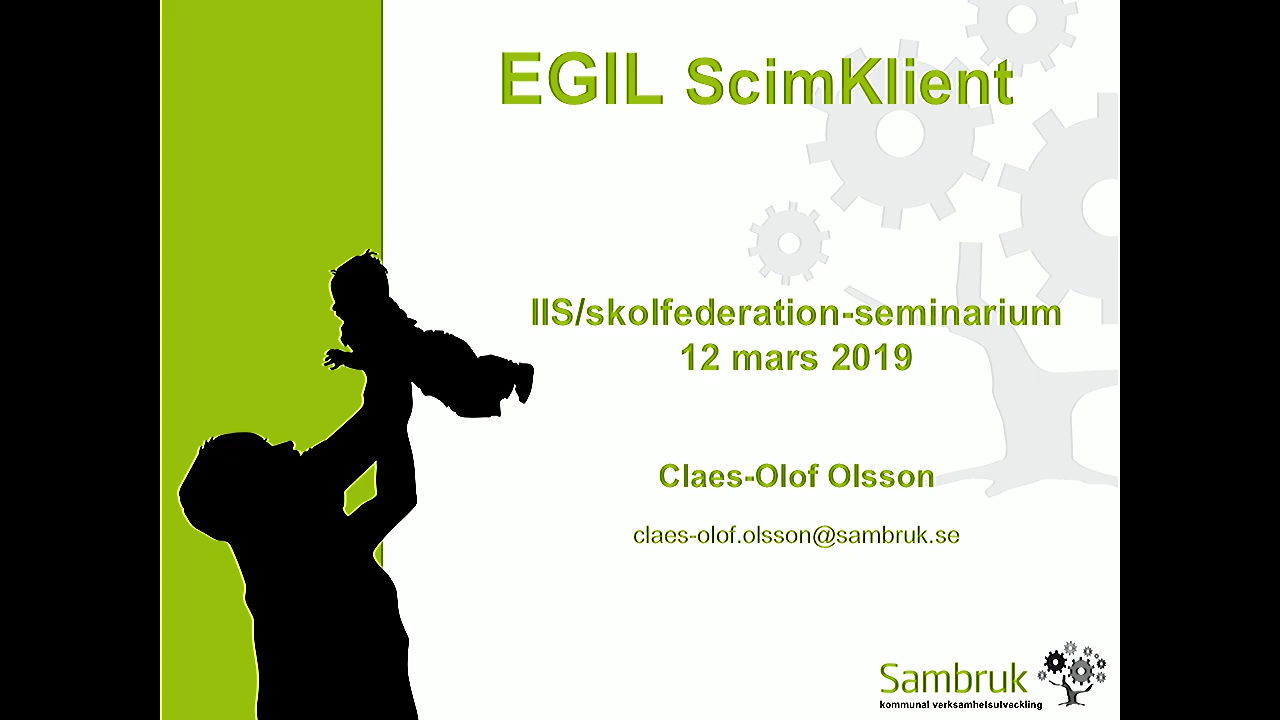 EGIL ScimKlient
IIS/skolfederation-seminarium
12 mars 2019
Claes-Olof Olsson
claes-olof.olsson@sambruk.se
Sambruk
kommunal verksamhetsutveckling